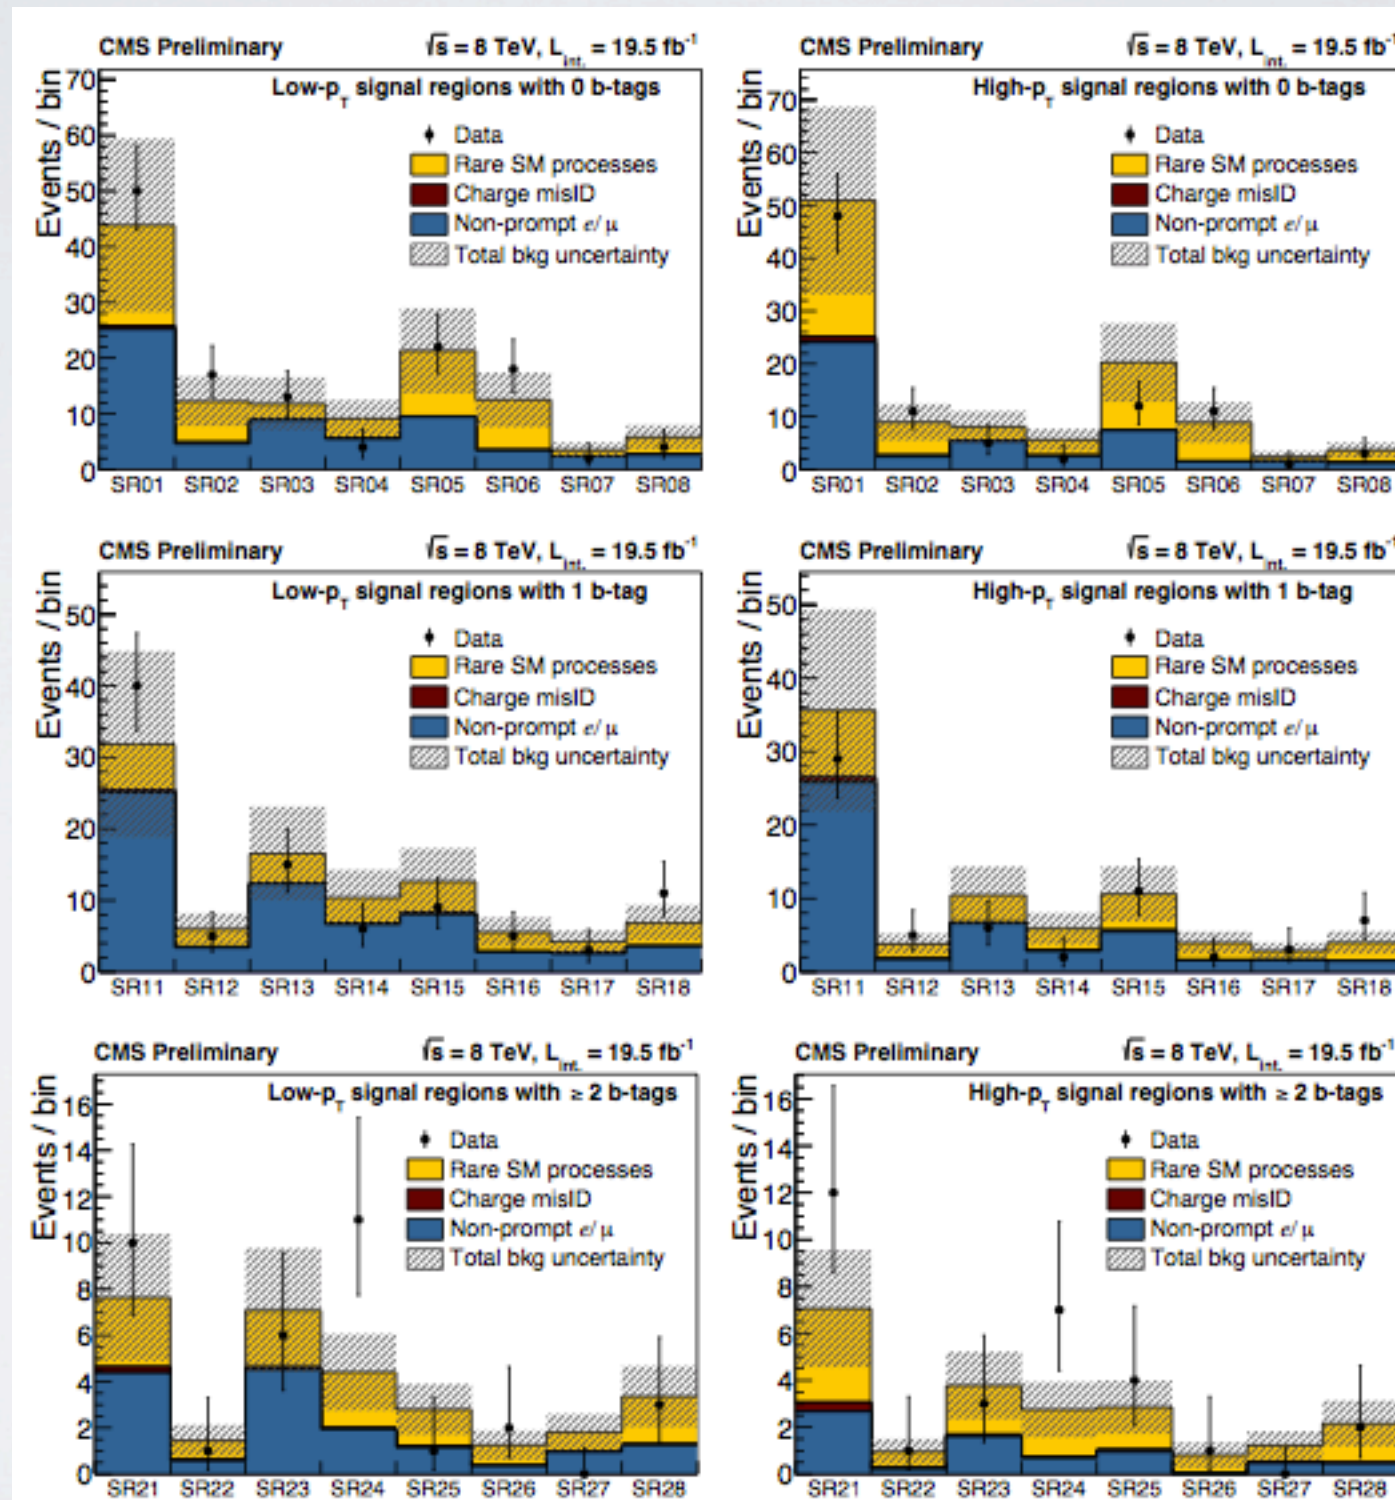 CMS Preliminary √s = 8 TeV, L_int. = 19.5 fb⁻¹
Low-p_T signal regions with 0 b-tags
Events / bin
70
60
50
40
30
20
10
0
Data
Rare SM processes
Charge misID
Non-prompt e/μ
Total bkg uncertainty
SR01 SR02 SR03 SR04 SR05 SR06 SR07 SR08
CMS Preliminary √s = 8 TeV, L_int. = 19.5 fb⁻¹
High-p_T signal regions with 0 b-tags
Events / bin
70
60
50
40
30
20
10
0
Data
Rare SM processes
Charge misID
Non-prompt e/μ
Total bkg uncertainty
SR01 SR02 SR03 SR04 SR05 SR06 SR07 SR08
CMS Preliminary √s = 8 TeV, L_int. = 19.5 fb⁻¹
Low-p_T signal regions with 1 b-tag
Events / bin
50
40
30
20
10
0
Data
Rare SM processes
Charge misID
Non-prompt e/μ
Total bkg uncertainty
SR11 SR12 SR13 SR14 SR15 SR16 SR17 SR18
CMS Preliminary √s = 8 TeV, L_int. = 19.5 fb⁻¹
High-p_T signal regions with 1 b-tag
Events / bin
50
40
30
20
10
0
Data
Rare SM processes
Charge misID
Non-prompt e/μ
Total bkg uncertainty
SR11 SR12 SR13 SR14 SR15 SR16 SR17 SR18
CMS Preliminary √s = 8 TeV, L_int. = 19.5 fb⁻¹
Low-p_T signal regions with ≥ 2 b-tags
Events / bin
16
14
12
10
8
6
4
2
0
Data
Rare SM processes
Charge misID
Non-prompt e/μ
Total bkg uncertainty
SR21 SR22 SR23 SR24 SR25 SR26 SR27 SR28
CMS Preliminary √s = 8 TeV, L_int. = 19.5 fb⁻¹
High-p_T signal regions with ≥ 2 b-tags
Events / bin
16
14
12
10
8
6
4
2
0
Data
Rare SM processes
Charge misID
Non-prompt e/μ
Total bkg uncertainty
SR21 SR22 SR23 SR24 SR25 SR26 SR27 SR28